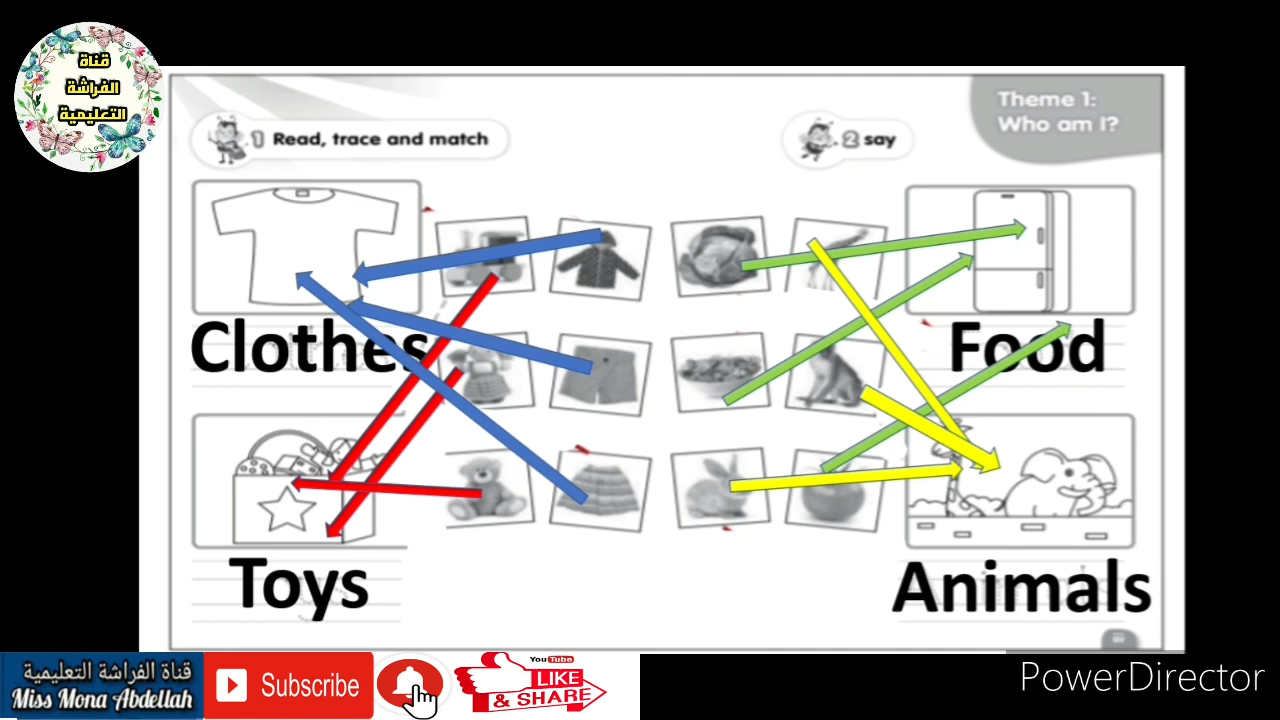 قناة
الفراشة
التعليمية
Theme 1:
Who am I?
1 Read, trace and match
2 say
Clothes
Food
Toys
Animals
قناة الفراشة التعليمية
Miss Mona Abdellah
Subscribe
YouTube
LIKE
& SHARE
PowerDirector